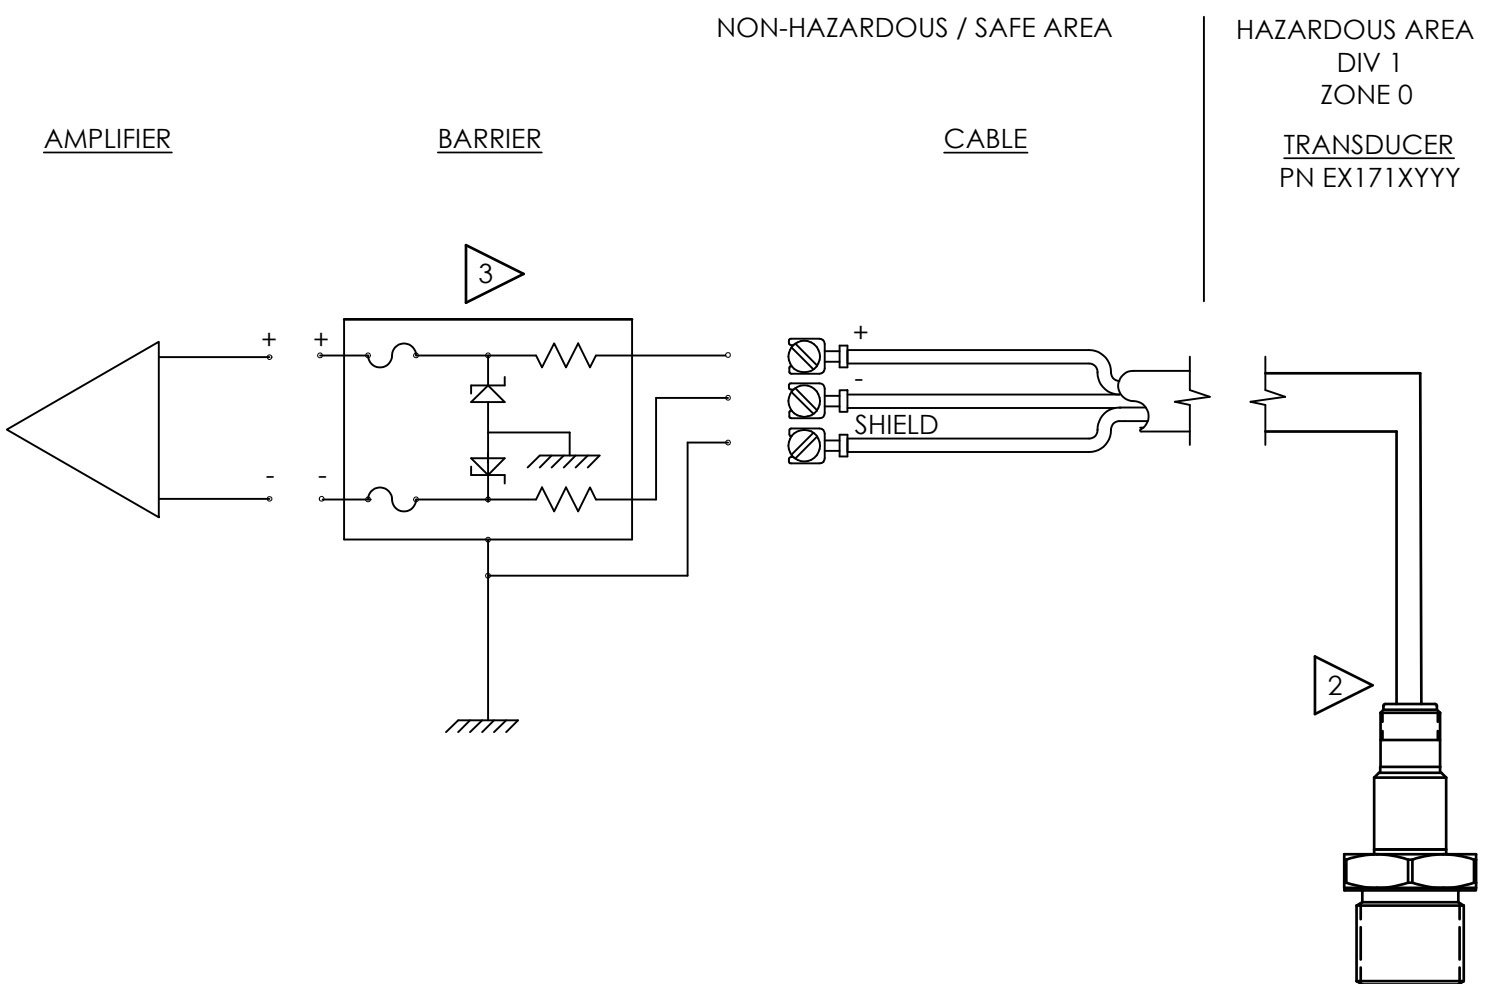 NON-HAZARDOUS / SAFE AREA
HAZARDOUS AREA
DIV 1
ZONE 0
AMPLIFIER
BARRIER
CABLE
TRANSDUCER
PN EX171XYYY
3
+
+
+
-
SHIELD
-
-
2